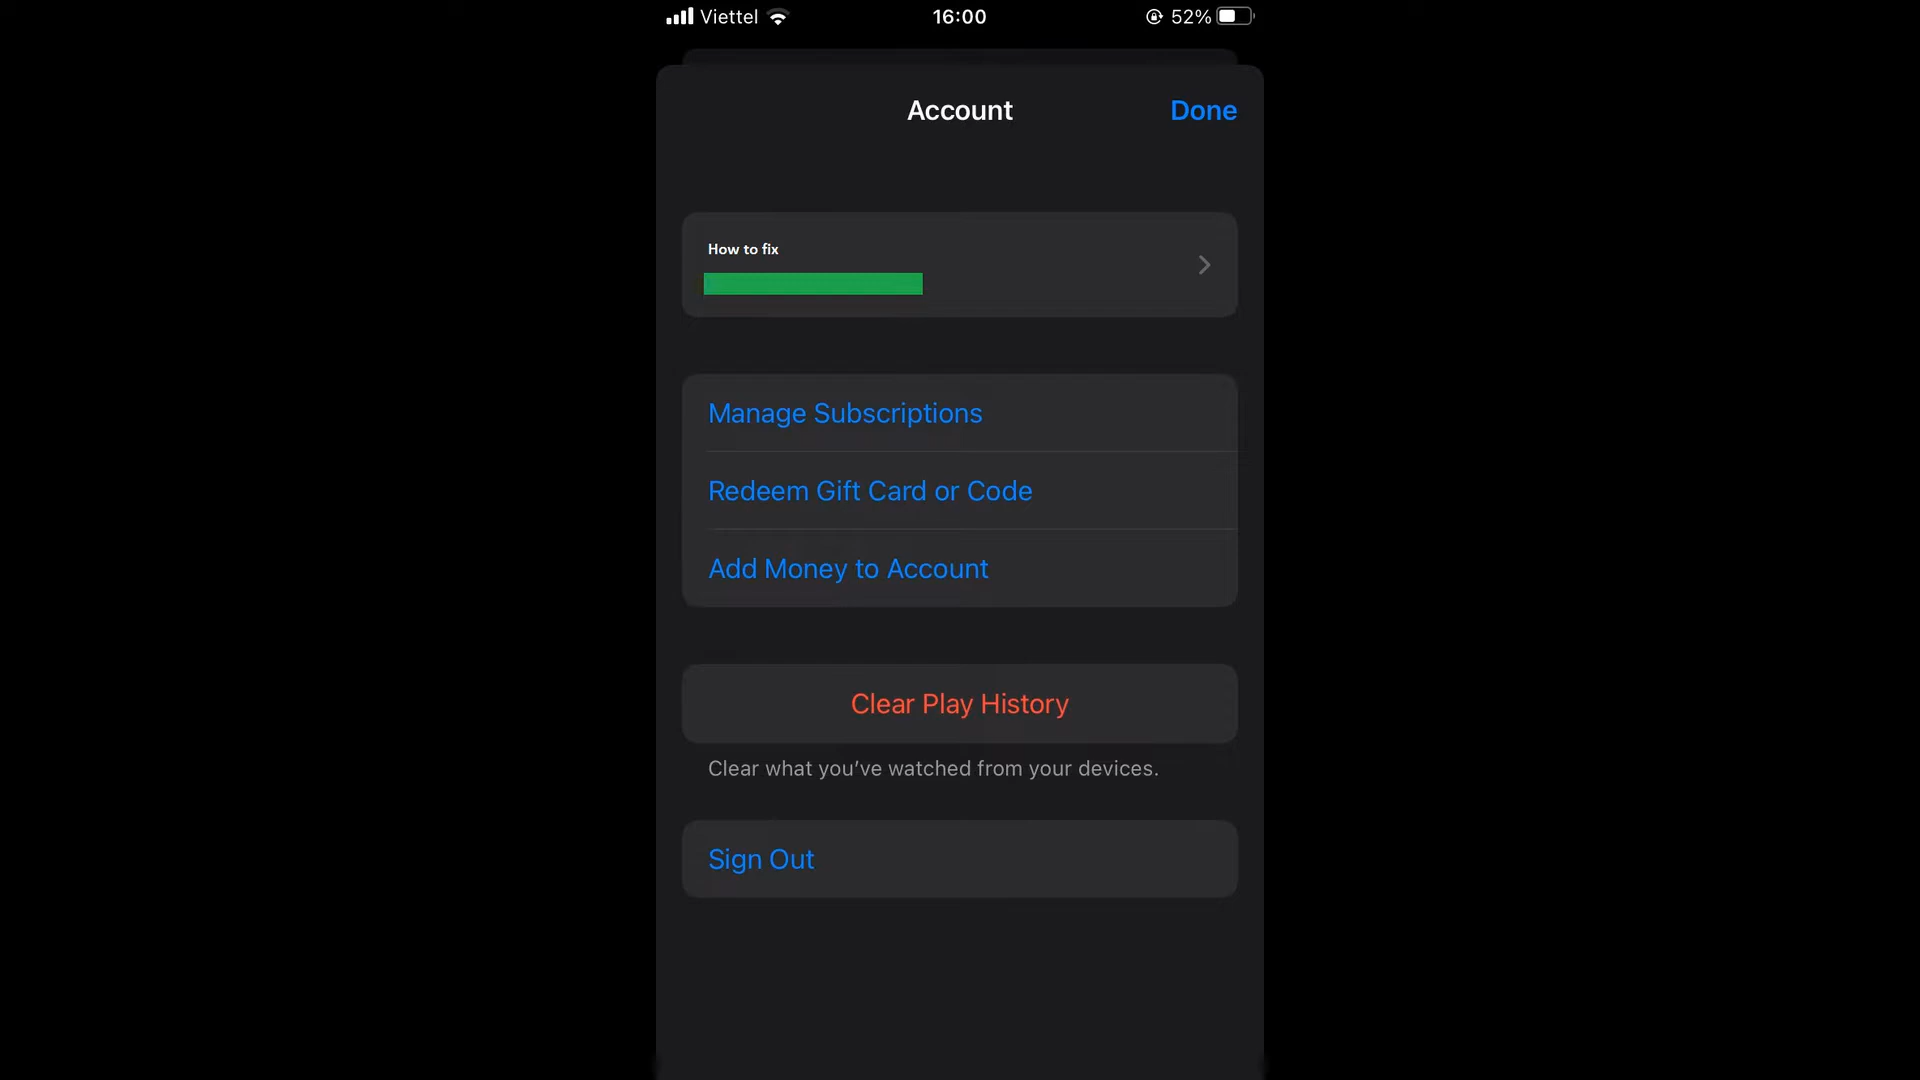 Viettel 16:00 52%
Account Done
How to fix
Manage Subscriptions
Redeem Gift Card or Code
Add Money to Account
Clear Play History
Clear what you’ve watched from your devices.
Sign Out